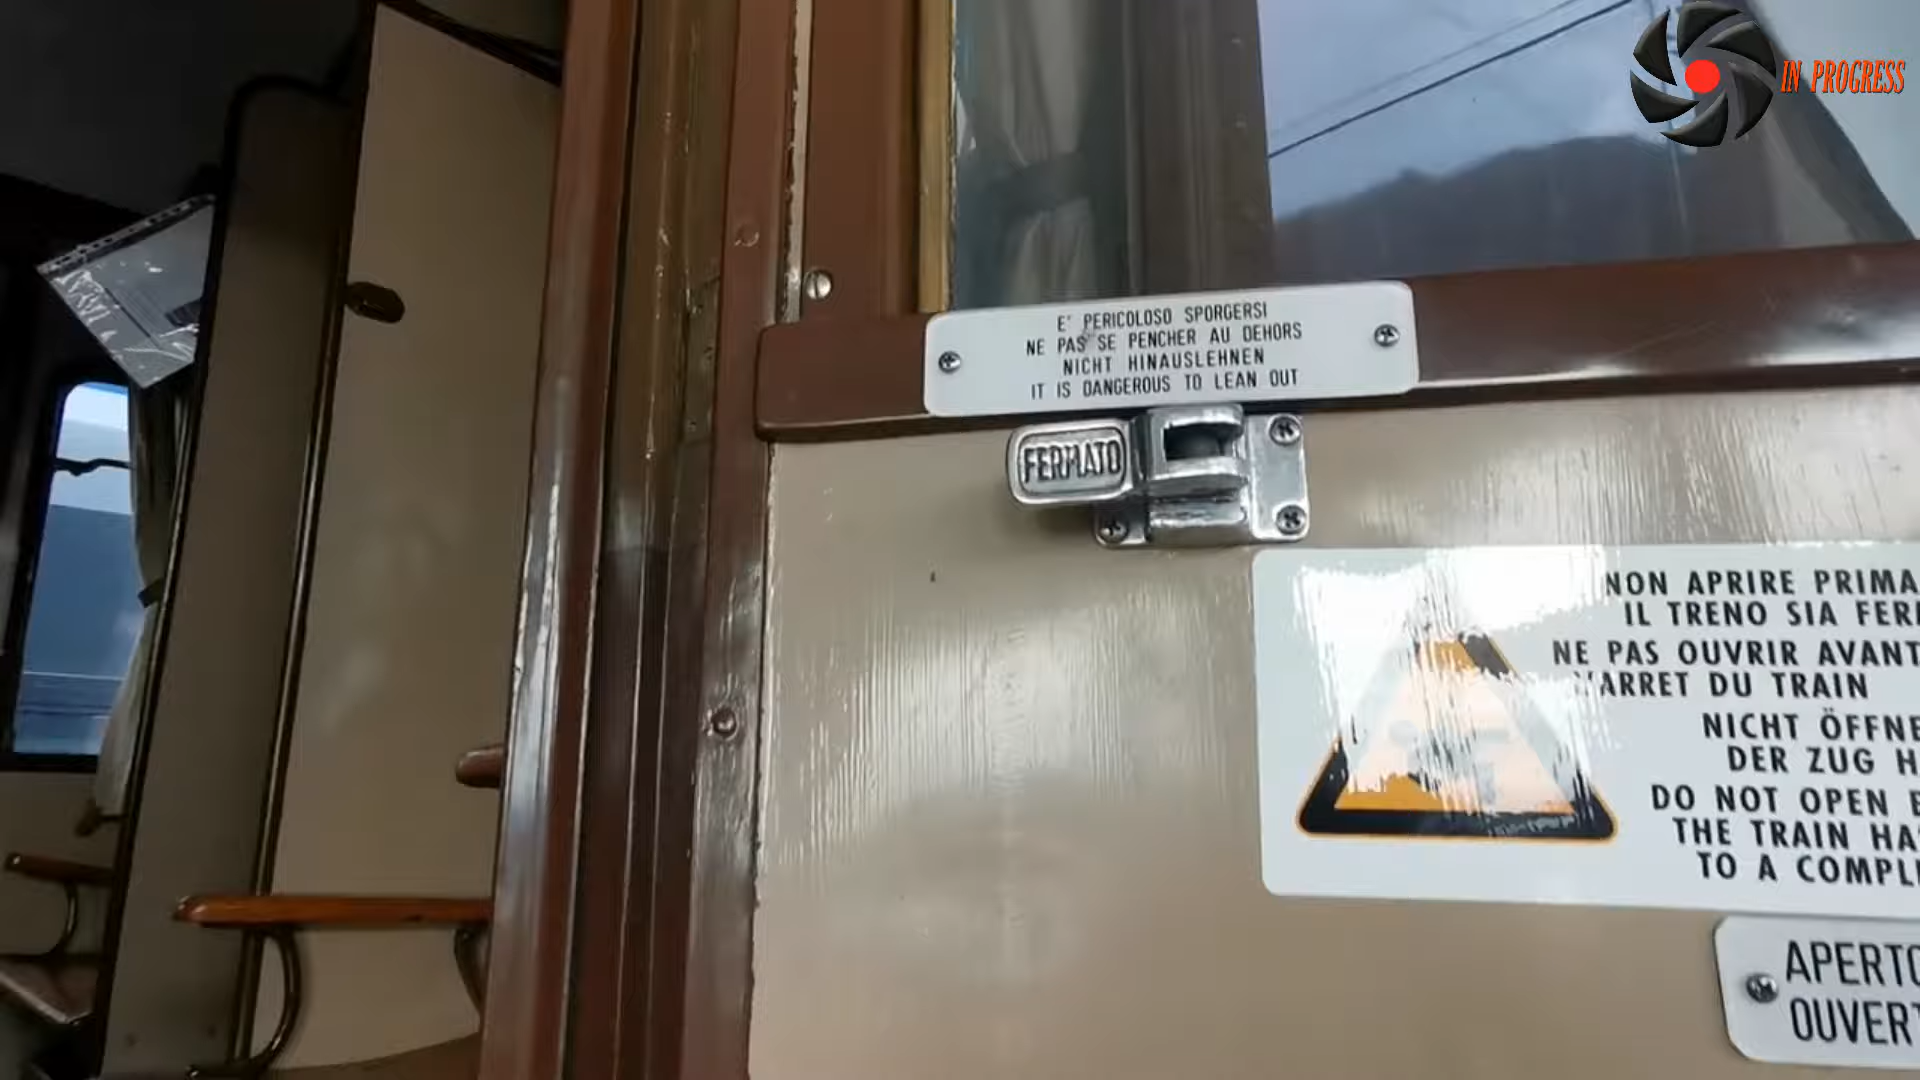 IN PROGRESS
E' PERICOLOSO SPORGERSI
NE PAS SE PENCHER AU DEHORS
NICHT HINAUSLEHNEN
IT IS DANGEROUS TO LEAN OUT
FERMATO
NON APRIRE PRIMA
IL TRENO SIA
NE PAS OUVRIR AVANT
L'ARRET DU TRAIN
NICHT
DER ZUG
DO NOT OPEN
THE TRAIN
TO A